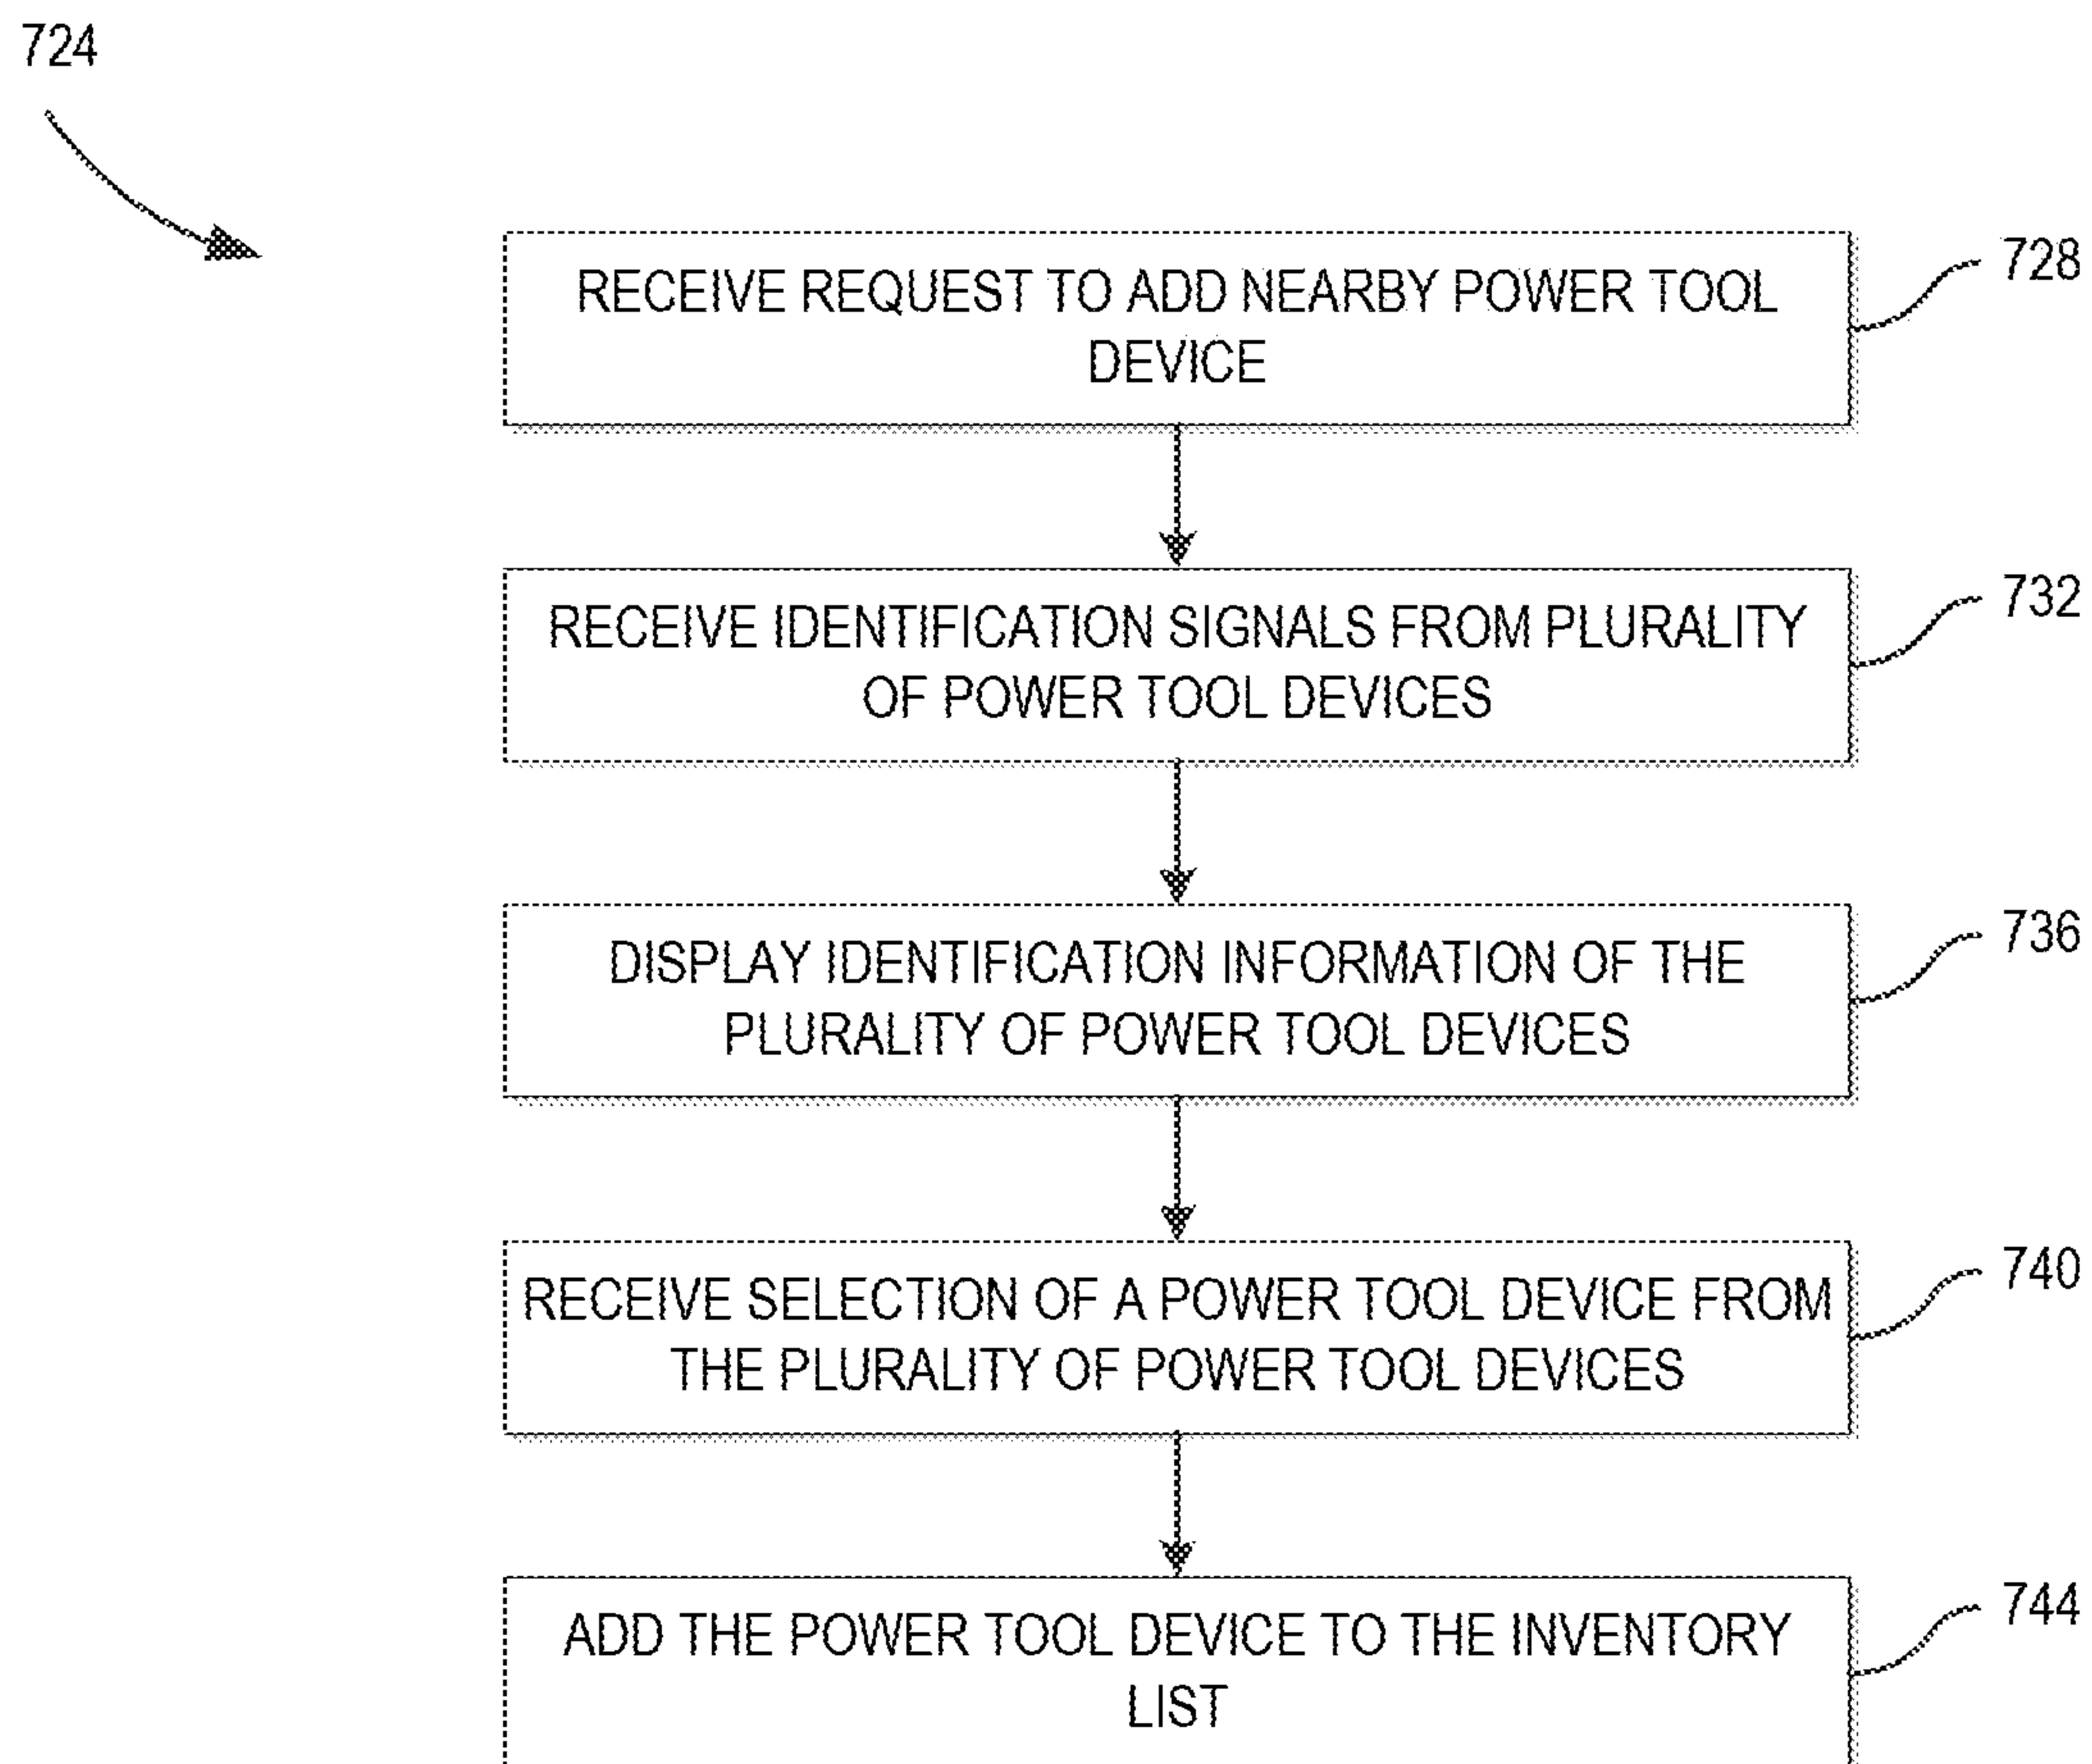 724
RECEIVE REQUEST TO ADD NEARBY POWER TOOL
DEVICE
728
RECEIVE IDENTIFICATION SIGNALS FROM PLURALITY
OF POWER TOOL DEVICES
732
DISPLAY IDENTIFICATION INFORMATION OF THE
PLURALITY OF POWER TOOL DEVICES
736
RECEIVE SELECTION OF A POWER TOOL DEVICE FROM
THE PLURALITY OF POWER TOOL DEVICES
740
ADD THE POWER TOOL DEVICE TO THE INVENTORY
LIST
744